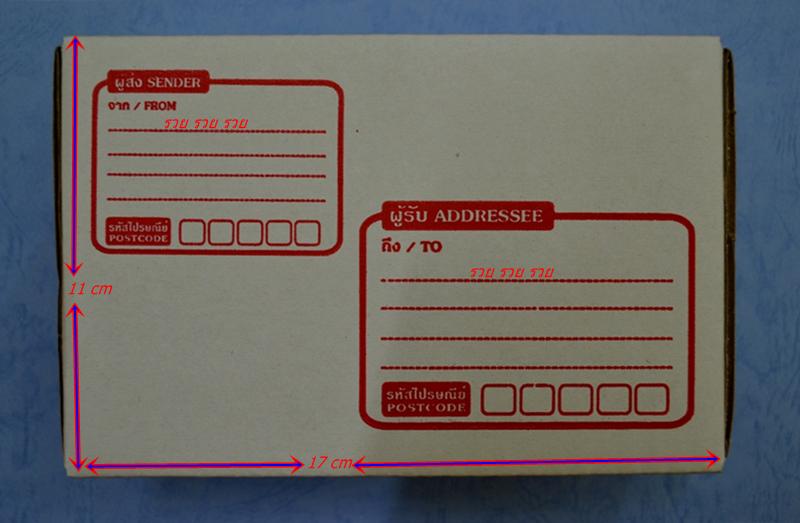 ผู้ส่ง SENDER
จาก / FROM
รวย รวย รวย
รหัสไปรษณีย์
POSTCODE
ผู้รับ ADDRESSEE
ถึง / TO
รวย รวย รวย
11 cm
รหัสไปรษณีย์
POSTCODE
17 cm